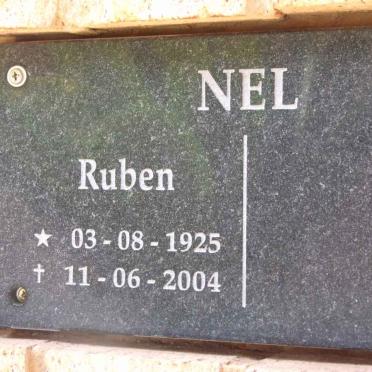 NEL
Ruben
★ 03 - 08 - 1925
✝ 11 - 06 - 2004